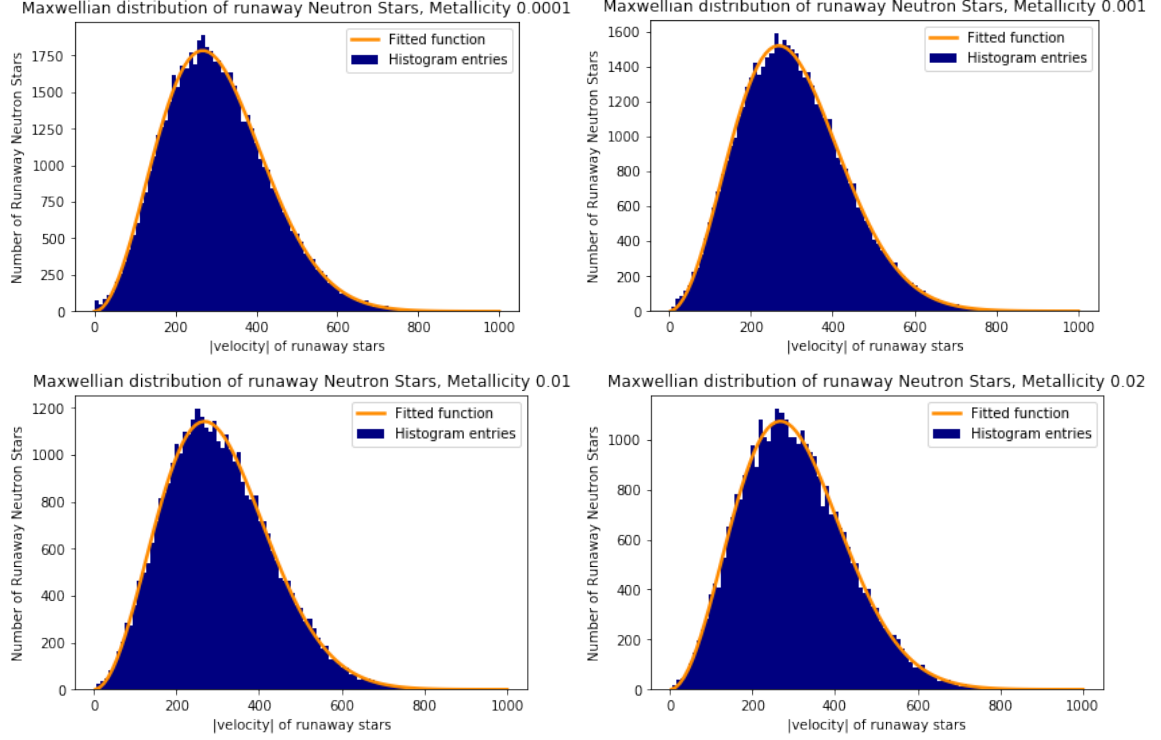 Maxwellian distribution of runaway Neutron Stars, Metallicity 0.0001
Number of Runaway Neutron Stars
1750
1500
1250
1000
750
500
250
0
Fitted function
Histogram entries
0 200 400 600 800 1000
|velocity| of runaway stars
Maxwellian distribution of runaway Neutron Stars, Metallicity 0.001
Number of Runaway Neutron Stars
1600
1400
1200
1000
800
600
400
200
0
Fitted function
Histogram entries
0 200 400 600 800 1000
|velocity| of runaway stars
Maxwellian distribution of runaway Neutron Stars, Metallicity 0.01
Number of Runaway Neutron Stars
1200
1000
800
600
400
200
0
Fitted function
Histogram entries
0 200 400 600 800 1000
|velocity| of runaway stars
Maxwellian distribution of runaway Neutron Stars, Metallicity 0.02
Number of Runaway Neutron Stars
1000
800
600
400
200
0
Fitted function
Histogram entries
0 200 400 600 800 1000
|velocity| of runaway stars